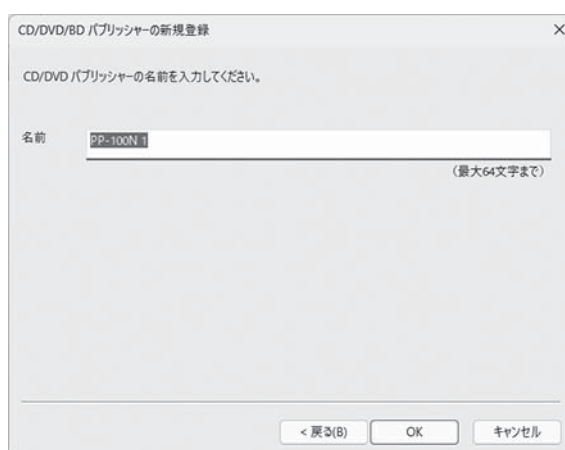 CD/DVD/BD パブリッシャーの新規登録
CD/DVD パブリッシャーの名前を入力してください。
名前 PP-100N 1
(最大64文字まで)
< 戻る(B) OK キャンセル